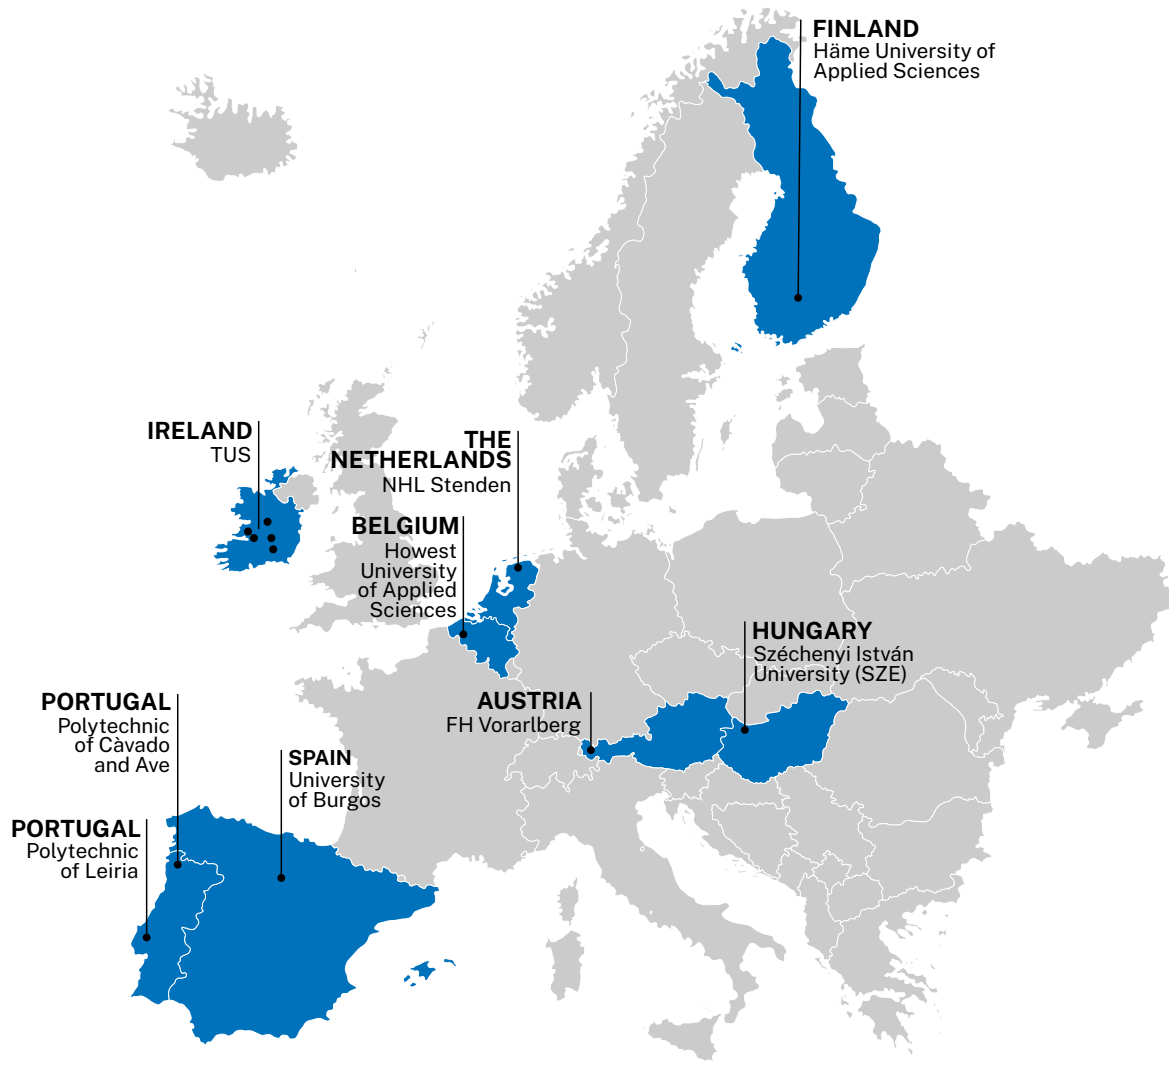 FINLAND
Häme University of
Applied Sciences
IRELAND
TUS
THE
NETHERLANDS
NHL Stenden
BELGIUM
Howest
University
of Applied
Sciences
HUNGARY
Széchenyi István
University (SZE)
AUSTRIA
FH Vorarlberg
PORTUGAL
Polytechnic
of Càvado
and Ave
SPAIN
University
of Burgos
PORTUGAL
Polytechnic
of Leiria